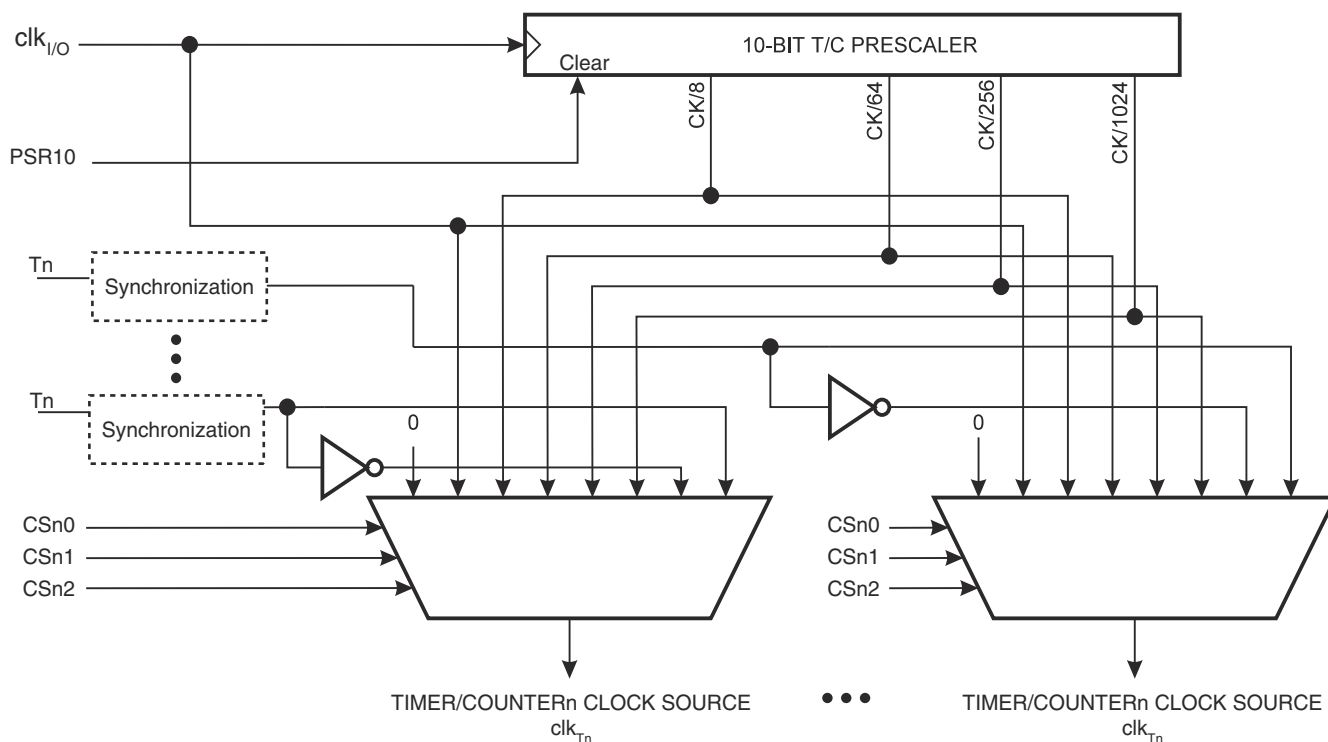 clkI/O
10-BIT T/C PRESCALER
Clear
CK/8
CK/64
CK/256
CK/1024
PSR10
Tn
Synchronization
Tn
Synchronization
0
0
CSn0
CSn1
CSn2
CSn0
CSn1
CSn2
TIMER/COUNTERn CLOCK SOURCE
clkTn
TIMER/COUNTERn CLOCK SOURCE
clkTn